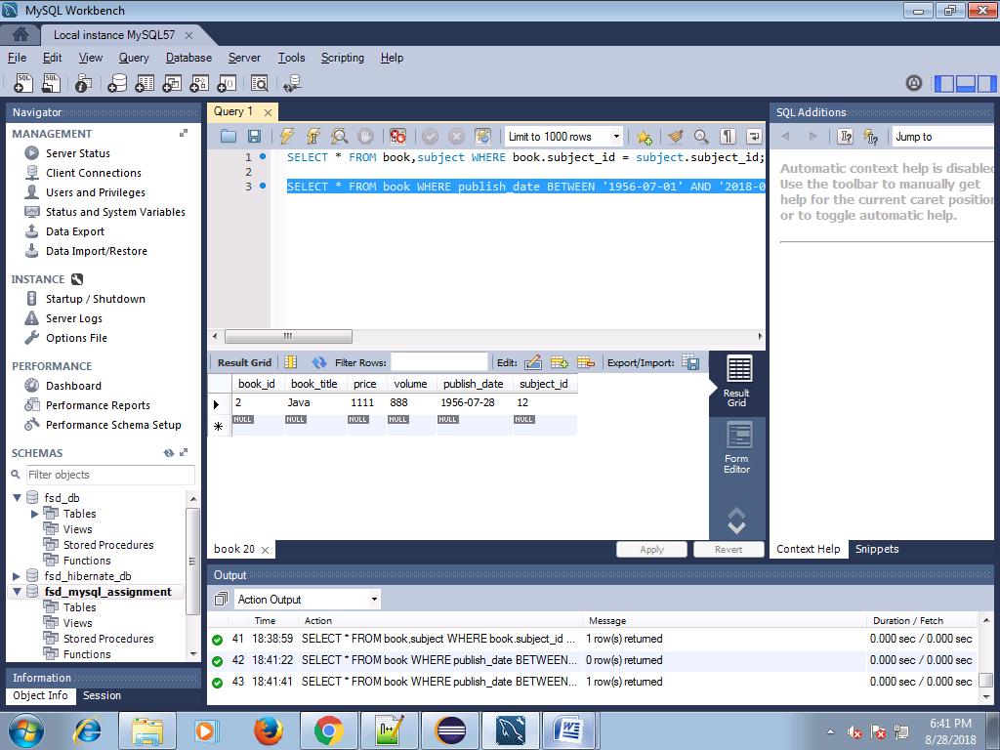 MySQL Workbench
Local instance MySQL57
File Edit View Query Database Server Tools Scripting Help
Navigator
MANAGEMENT
Server Status
Client Connections
Users and Privileges
Status and System Variables
Data Export
Data Import/Restore
INSTANCE
Startup / Shutdown
Server Logs
Options File
PERFORMANCE
Dashboard
Performance Reports
Performance Schema Setup
SCHEMAS
Filter objects
fsd_db
Tables
Views
Stored Procedures
Functions
fsd_hibernate_db
fsd_mysql_assignment
Tables
Views
Stored Procedures
Functions
Information
Object Info Session
Query 1
Limit to 1000 rows
1 SELECT * FROM book,subject WHERE book.subject_id = subject.subject_id;
2
3 SELECT * FROM book WHERE publish_date BETWEEN '1956-07-01' AND '2018-0
Result Grid Filter Rows: Edit: Export/Import:
book_id book_title price volume publish_date subject_id
2 Java 1111 888 1956-07-28 12
NULL NULL NULL NULL NULL NULL
Result
Grid
Form
Editor
book 20
Apply Revert
SQL Additions
Jump to
Automatic context help is disabled
Use the toolbar to manually get
help for the current caret position
or to toggle automatic help.
Context Help Snippets
Output
Action Output
Time Action Message Duration / Fetch
41 18:38:59 SELECT * FROM book,subject WHERE book.subject_id ... 1 row(s) returned 0.000 sec / 0.000 sec
42 18:41:22 SELECT * FROM book WHERE publish_date BETWEEN... 0 row(s) returned 0.000 sec / 0.000 sec
43 18:41:41 SELECT * FROM book WHERE publish_date BETWEEN... 1 row(s) returned 0.000 sec / 0.000 sec
6:41 PM
8/28/2018